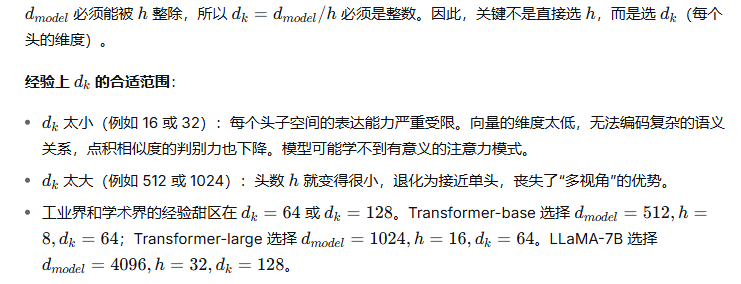 d_model 必须能被 h 整除，所以 d_k = d_model/h 必须是整数。因此，关键不是直接选 h，而是选 d_k（每个
头的维度）。
经验上 d_k 的合适范围：
• d_k 太小（例如 16 或 32）：每个头子空间的表达能力严重受限。向量的维度太低，无法编码复杂的语义
关系，点积相似度的判别力也下降。模型可能学不到有意义的注意力模式。
• d_k 太大（例如 512 或 1024）：头数 h 就变得很小，退化为接近单头，丧失了“多视角”的优势。
• 工业界和学术界的经验甜区在 d_k = 64 或 d_k = 128。Transformer-base 选择 d_model = 512, h =
8, d_k = 64；Transformer-large 选择 d_model = 1024, h = 16, d_k = 64。LLaMA-7B 选择
d_model = 4096, h = 32, d_k = 128。